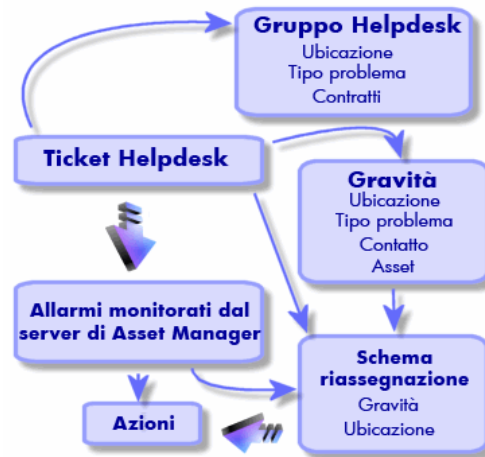 Gruppo Helpdesk
Ubicazione
Tipo problema
Contratti
Ticket Helpdesk
Gravità
Ubicazione
Tipo problema
Contatto
Asset
Allarmi monitorati dal
server di Asset Manager
Schema
riassegnazione
Gravità
Ubicazione
Azioni